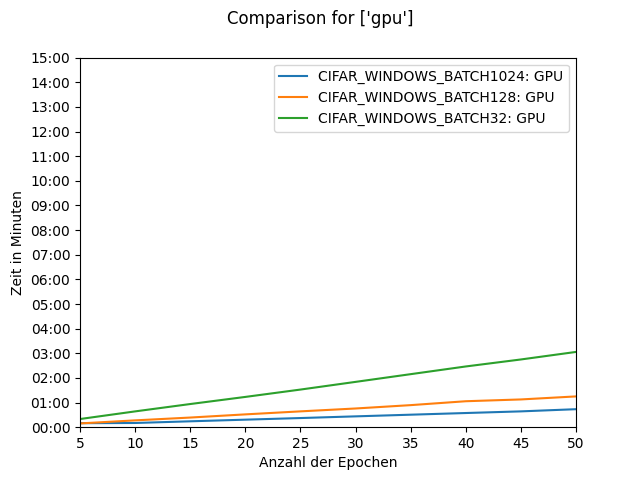 Comparison for ['gpu']
CIFAR_WINDOWS_BATCH1024: GPU
CIFAR_WINDOWS_BATCH128: GPU
CIFAR_WINDOWS_BATCH32: GPU
Zeit in Minuten
15:00
14:00
13:00
12:00
11:00
10:00
09:00
08:00
07:00
06:00
05:00
04:00
03:00
02:00
01:00
00:00
5 10 15 20 25 30 35 40 45 50
Anzahl der Epochen